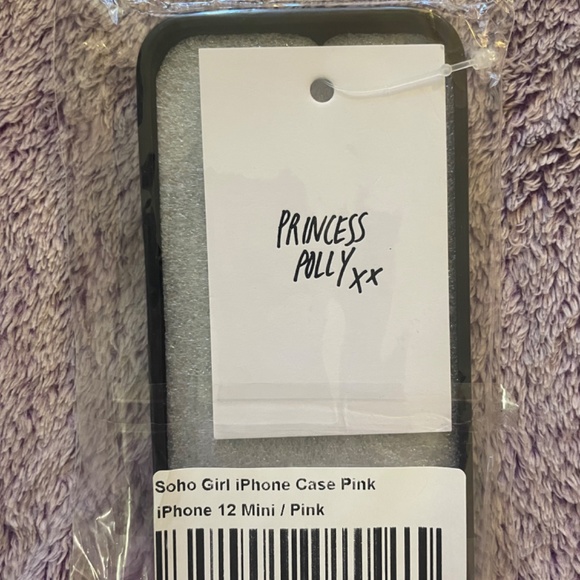 PRINCESS
POLLY xx
Soho Girl iPhone Case Pink
iPhone 12 Mini / Pink